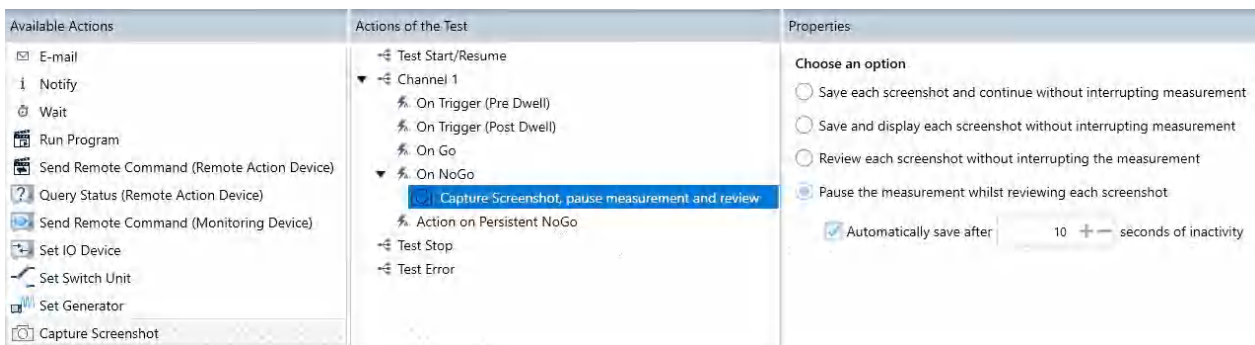 Available Actions
E-mail
Notify
Wait
Run Program
Send Remote Command (Remote Action Device)
Query Status (Remote Action Device)
Send Remote Command (Monitoring Device)
Set IO Device
Set Switch Unit
Set Generator
Capture Screenshot
Actions of the Test
Test Start/Resume
Channel 1
On Trigger (Pre Dwell)
On Trigger (Post Dwell)
On Go
On NoGo
Capture Screenshot, pause measurement and review
Action on Persistent NoGo
Test Stop
Test Error
Properties
Choose an option
Save each screenshot and continue without interrupting measurement
Save and display each screenshot without interrupting measurement
Review each screenshot without interrupting the measurement
Pause the measurement whilst reviewing each screenshot
Automatically save after 10 + − seconds of inactivity